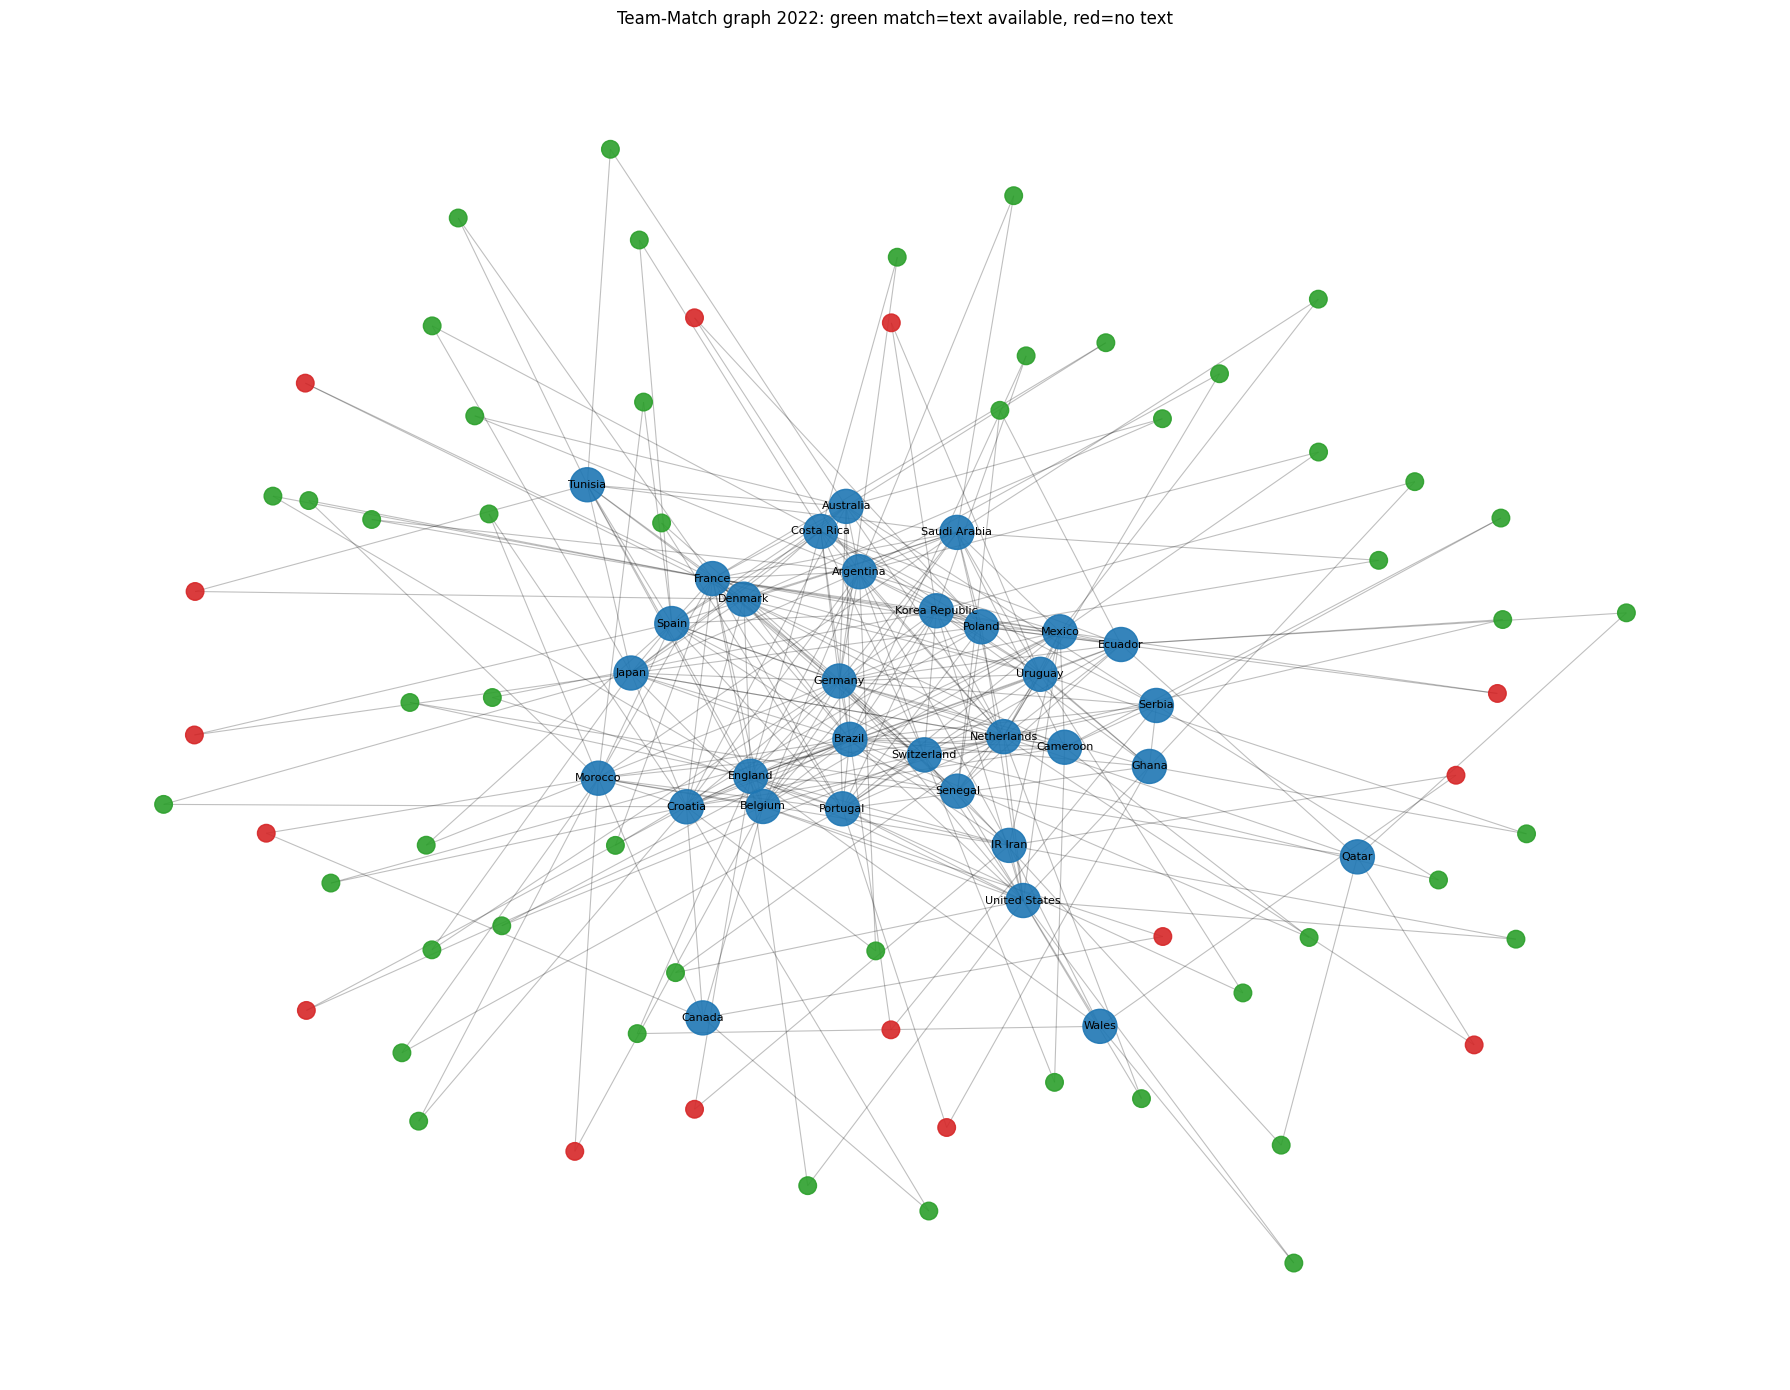 Team-Match graph 2022: green match=text available, red=no text
Tunisia
Australia
Costa Rica
Saudi Arabia
Argentina
France
Denmark
Korea Republic
Spain
Poland
Mexico
Ecuador
Japan
Germany
Uruguay
Serbia
Brazil
Netherlands
Cameroon
Switzerland
Ghana
Morocco
England
Senegal
Croatia
Belgium
Portugal
IR Iran
Qatar
United States
Canada
Wales